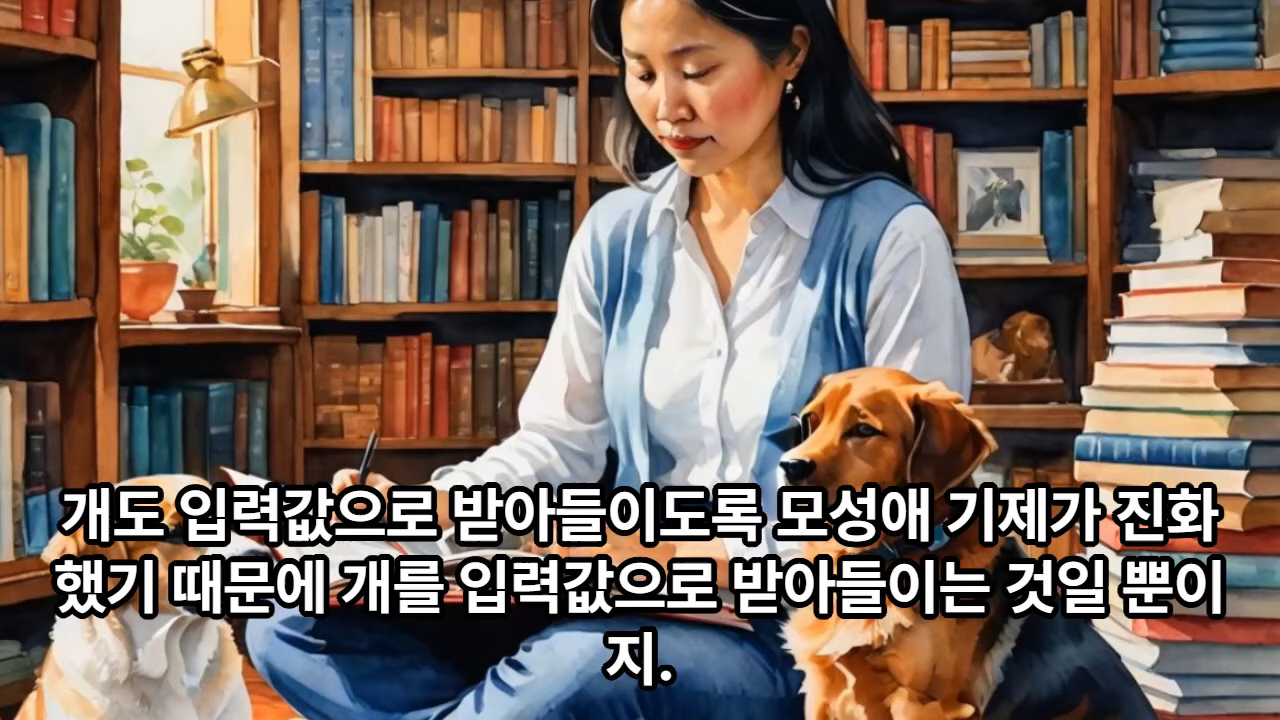 개도 입력값으로 받아들이도록 모성애 기제가 진화
했기 때문에 개를 입력값으로 받아들이는 것일 뿐이
지.